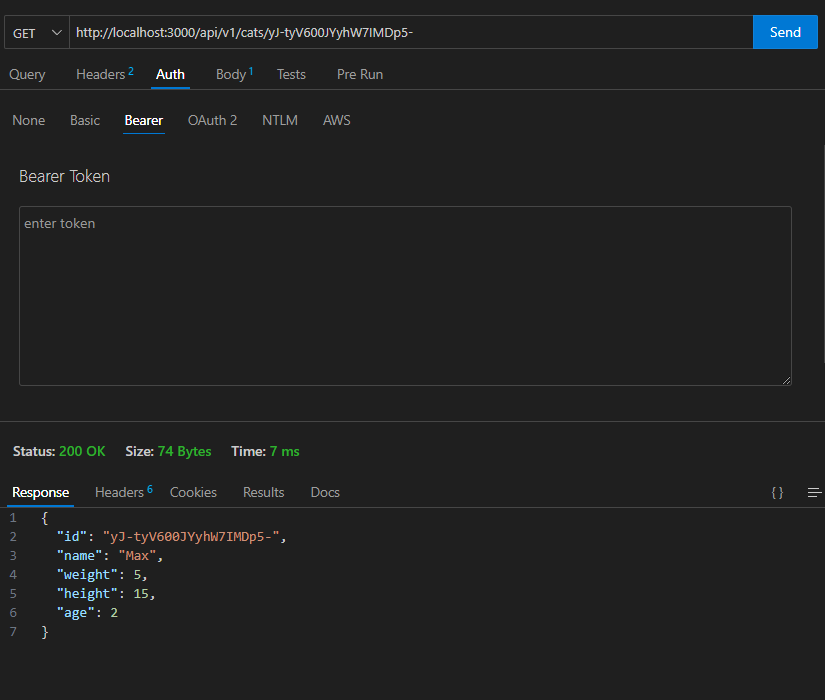 GET http://localhost:3000/api/v1/cats/yJ-tyV600JYyhW7IMDp5- Send
Query Headers 2 Auth Body 1 Tests Pre Run
None Basic Bearer OAuth 2 NTLM AWS
Bearer Token
enter token
Status: 200 OK Size: 74 Bytes Time: 7 ms
Response Headers 6 Cookies Results Docs { }
1 {
2 "id": "yJ-tyV600JYyhW7IMDp5-",
3 "name": "Max",
4 "weight": 5,
5 "height": 15,
6 "age": 2
7 }